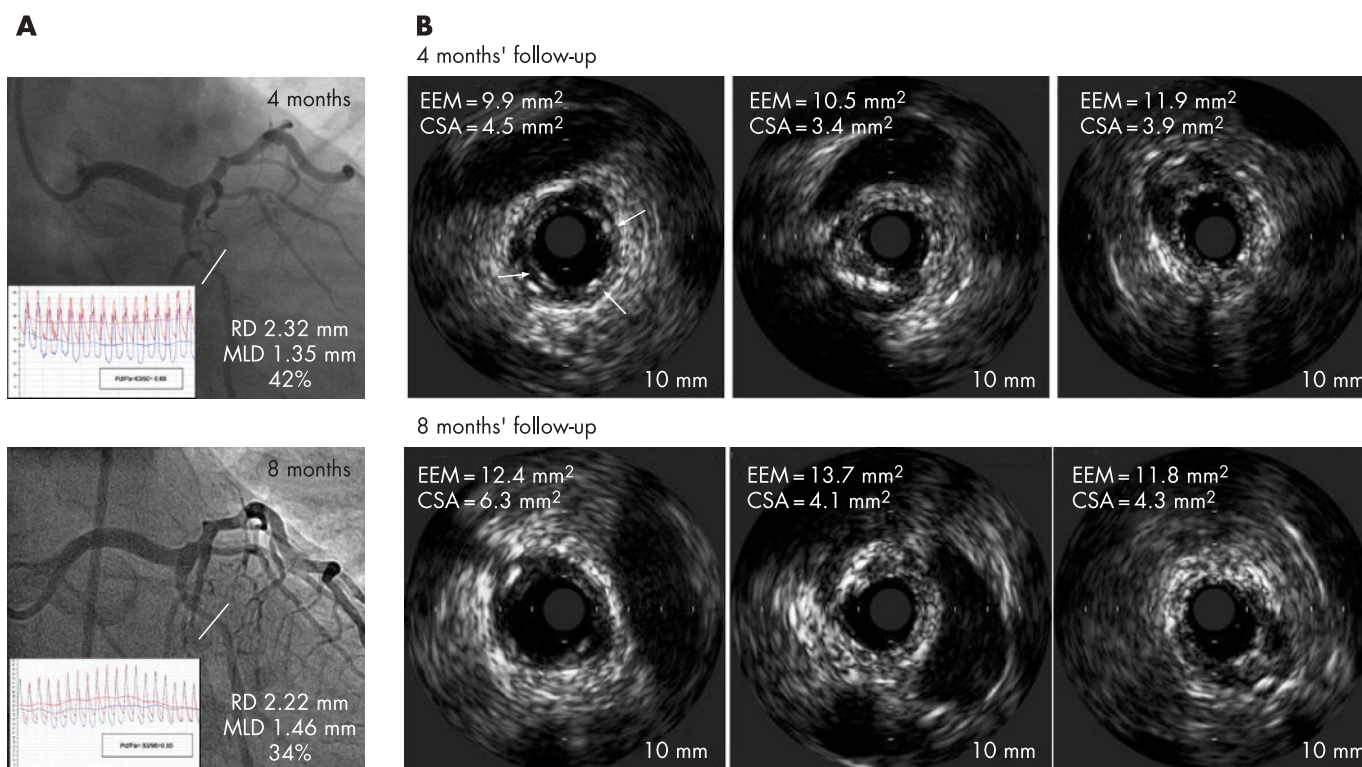 A
B
4 months' follow-up
4 months
RD 2.32 mm
MLD 1.35 mm
42%
EEM = 9.9 mm²
CSA = 4.5 mm²
10 mm
EEM = 10.5 mm²
CSA = 3.4 mm²
10 mm
EEM = 11.9 mm²
CSA = 3.9 mm²
10 mm
8 months' follow-up
8 months
RD 2.22 mm
MLD 1.46 mm
34%
EEM = 12.4 mm²
CSA = 6.3 mm²
10 mm
EEM = 13.7 mm²
CSA = 4.1 mm²
10 mm
EEM = 11.8 mm²
CSA = 4.3 mm²
10 mm